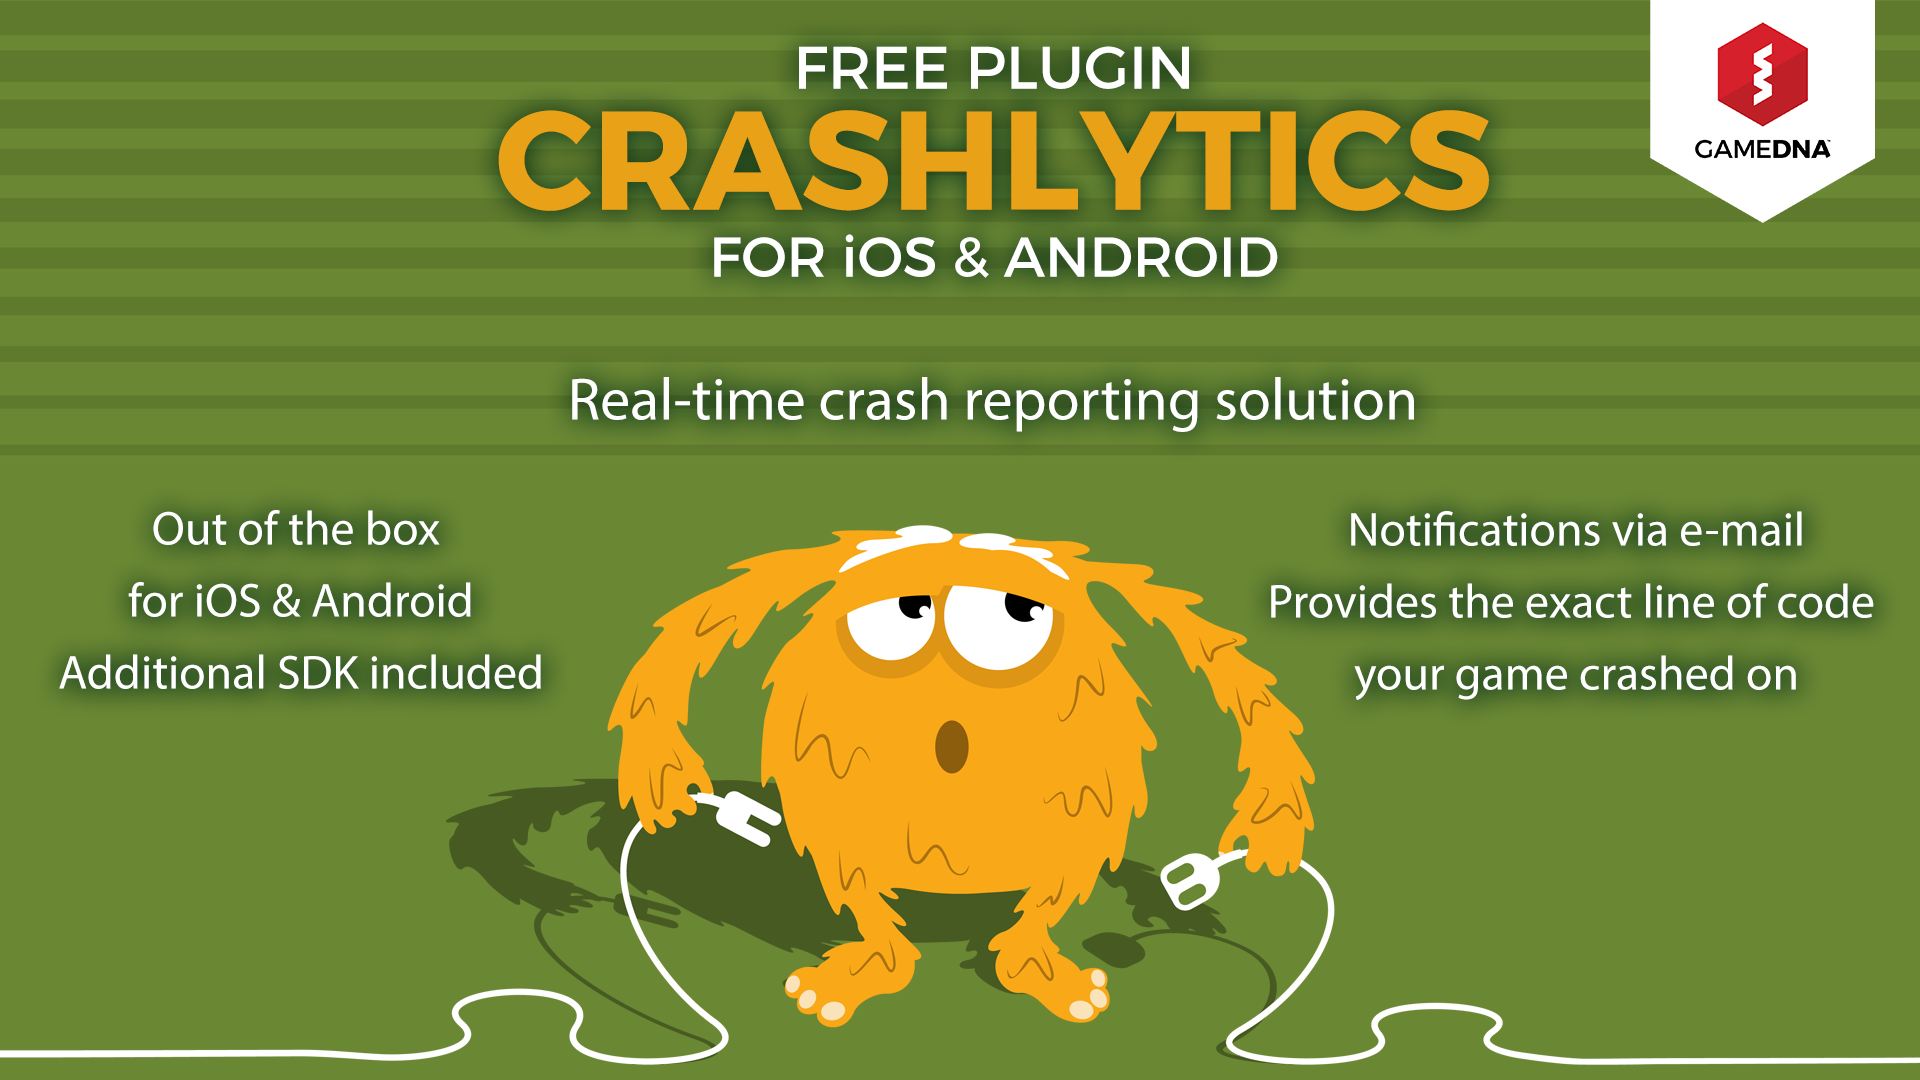 FREE PLUGIN
CRASHLYTICS
FOR iOS & ANDROID
GAMEDNA™
Real-time crash reporting solution
Out of the box
for iOS & Android
Additional SDK included
Notifications via e-mail
Provides the exact line of code
your game crashed on